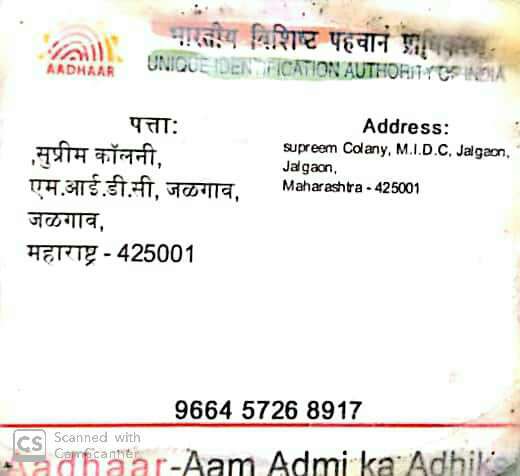 भारतीय विशिष्ट पहचान प्राधिकरण
AADHAAR
UNIQUE IDENTIFICATION AUTHORITY OF INDIA
पत्ता:
,सुप्रीम कॉलनी,
एम.आई.डी.सी, जळगाव,
जळगाव,
महाराष्ट्र - 425001
Address:
supreem Colany, M.I.D.C, Jalgaon,
Jalgaon,
Maharashtra - 425001
9664 5726 8917
CS Scanned with
CamScanner
Aadhaar-Aam Admi ka Adhik